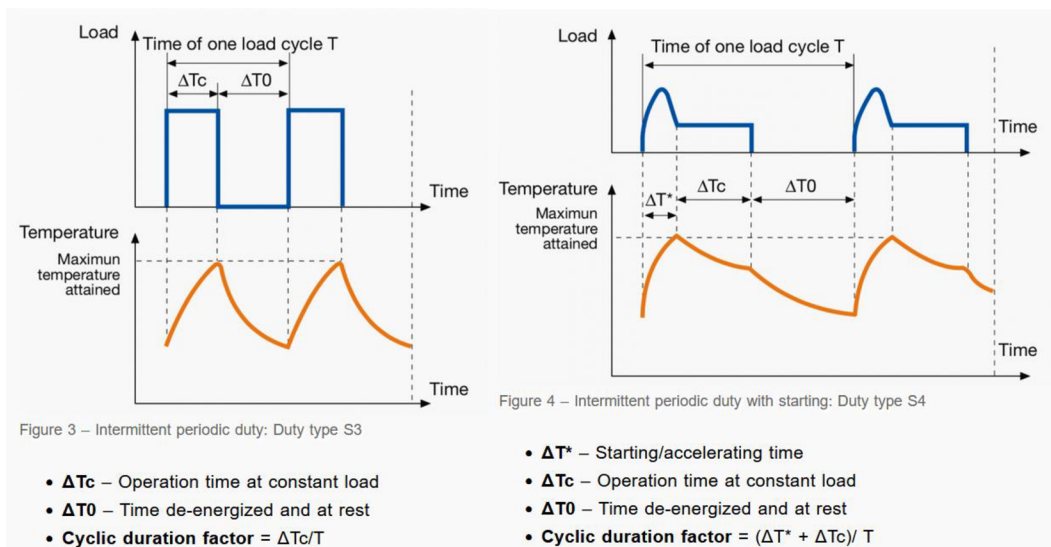 Load
Time of one load cycle T
ΔTc
ΔT0
Time
Temperature
Maximun
temperature
attained
Time
Figure 3 – Intermittent periodic duty: Duty type S3
• ΔTc – Operation time at constant load
• ΔT0 – Time de-energized and at rest
• Cyclic duration factor = ΔTc/T
Load
Time of one load cycle T
Time
Temperature
ΔT*
ΔTc
ΔT0
Maximun
temperature
attained
Time
Figure 4 – Intermittent periodic duty with starting: Duty type S4
• ΔT* – Starting/accelerating time
• ΔTc – Operation time at constant load
• ΔT0 – Time de-energized and at rest
• Cyclic duration factor = (ΔT* + ΔTc)/ T